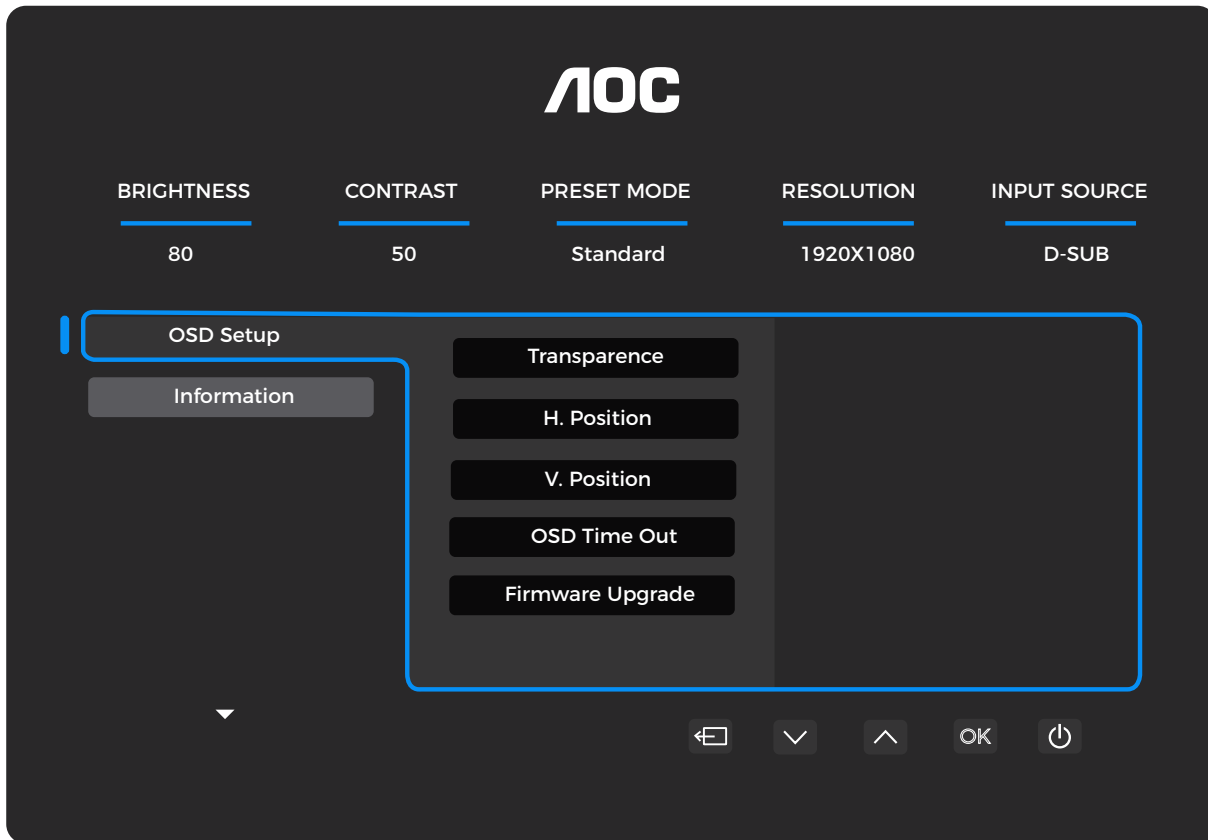 AOC
BRIGHTNESS CONTRAST PRESET MODE RESOLUTION INPUT SOURCE
80 50 Standard 1920X1080 D-SUB
OSD Setup
Information
Transparence
H. Position
V. Position
OSD Time Out
Firmware Upgrade
OK